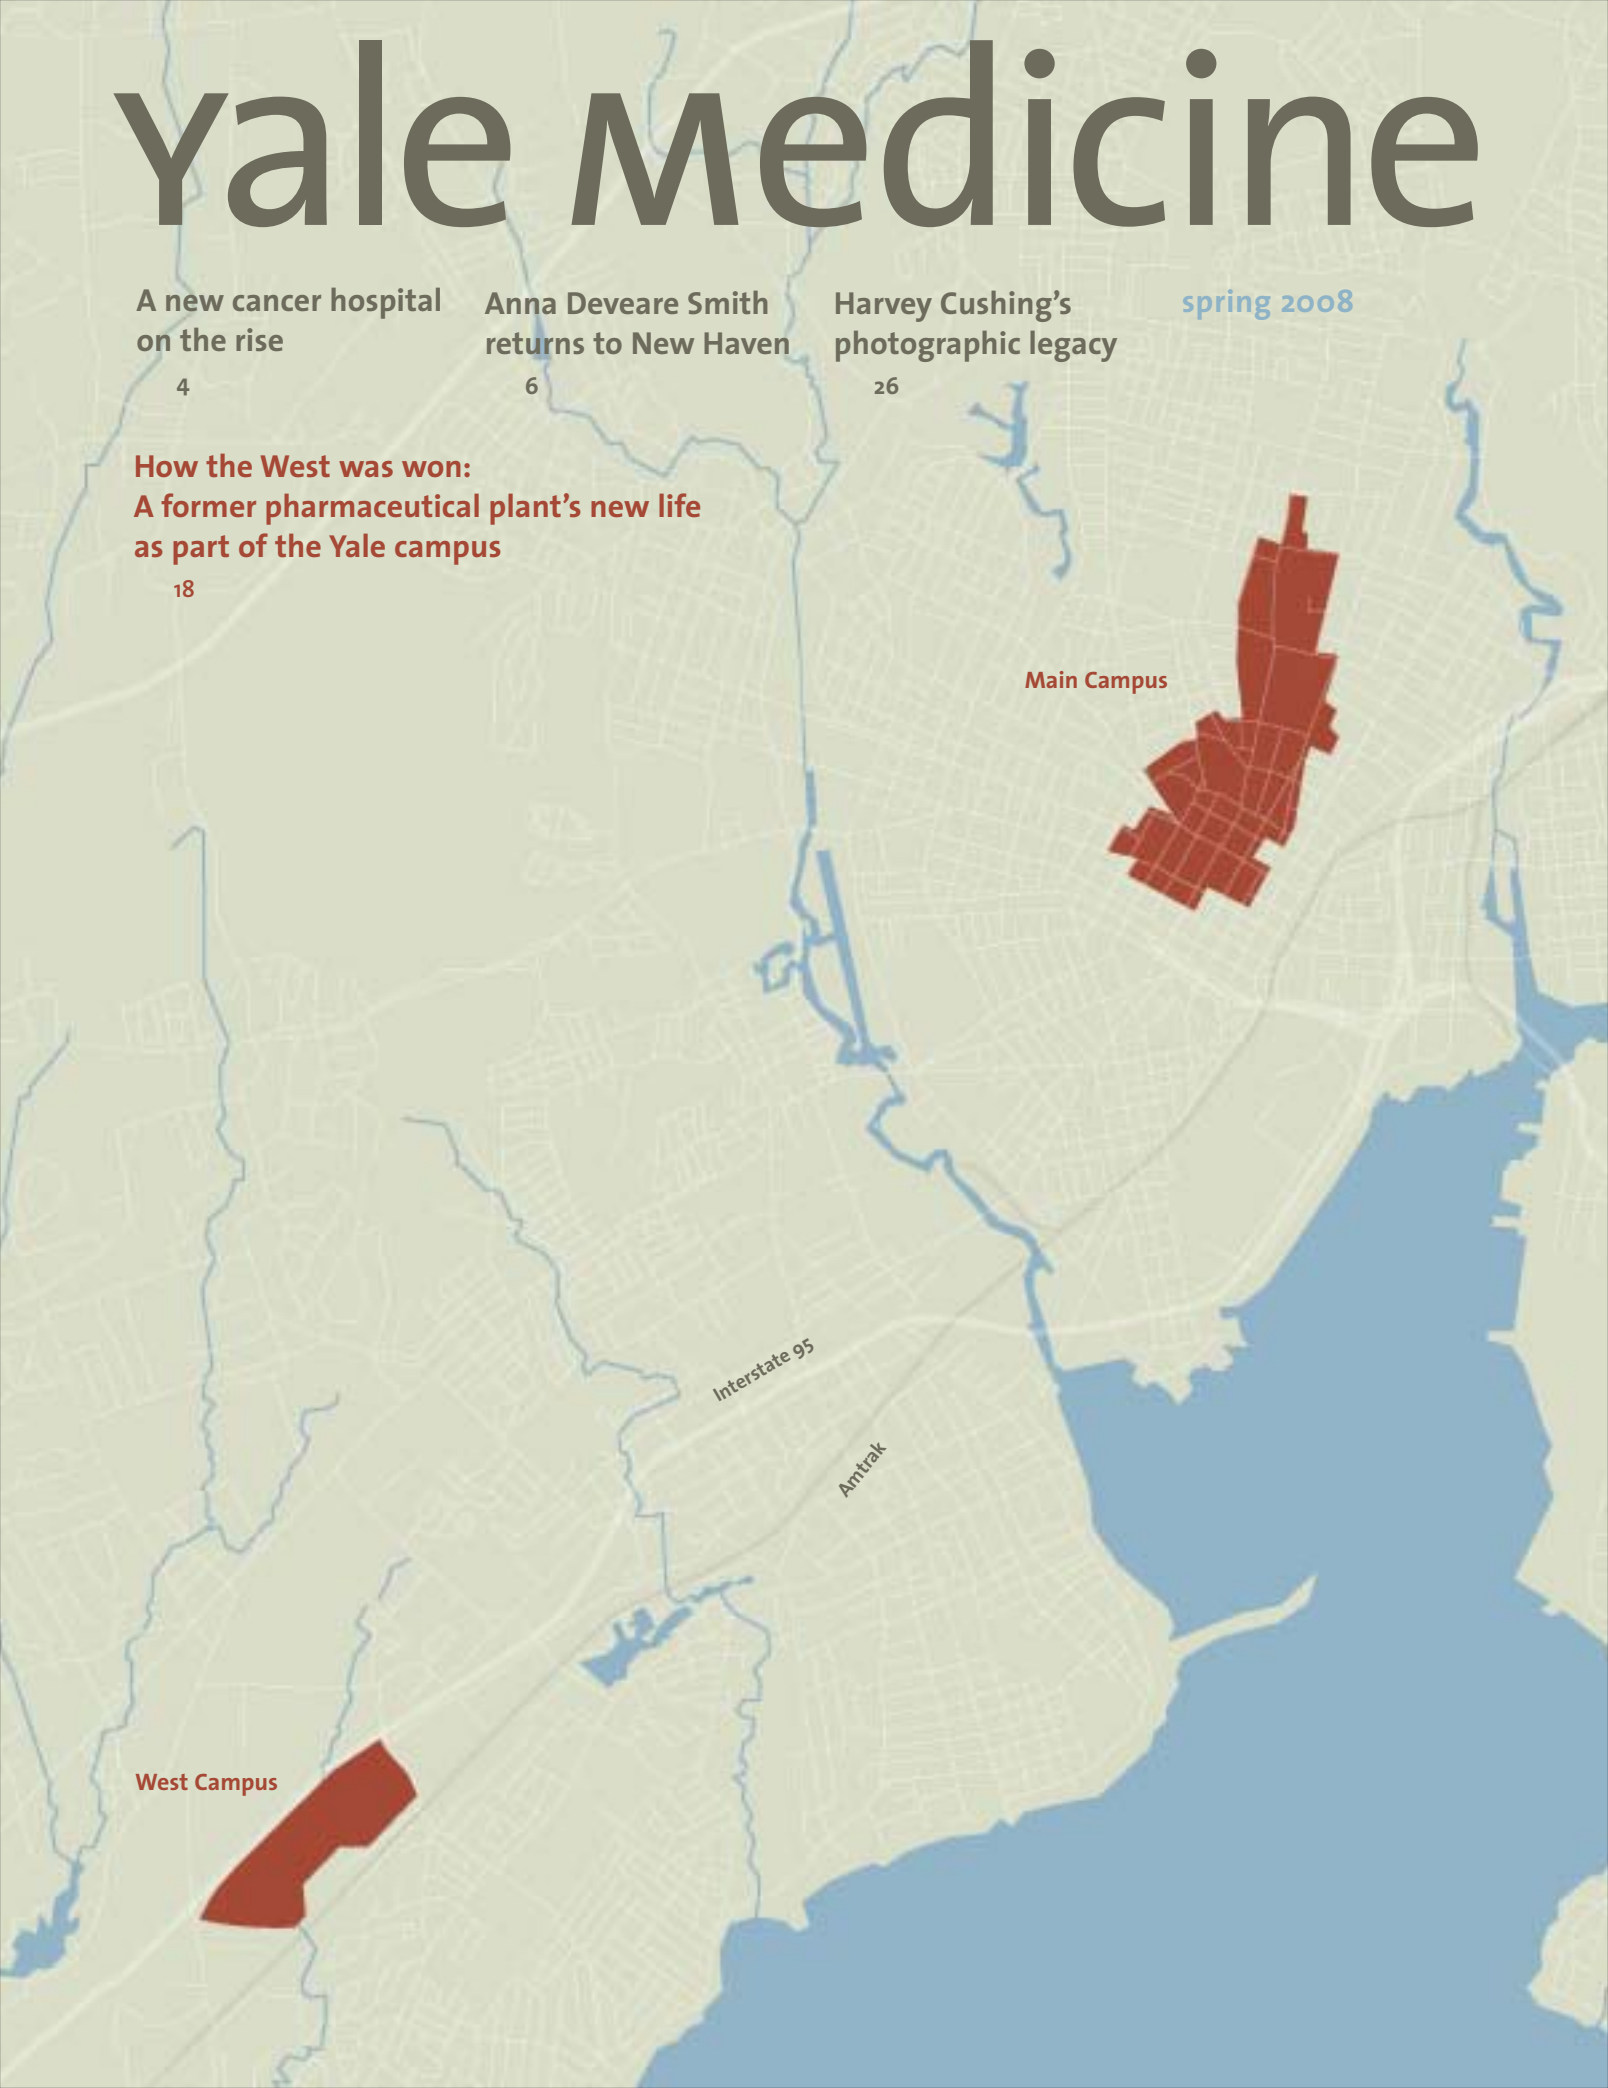 Yale Medicine
A new cancer hospital
on the rise
4
Anna Deveare Smith
returns to New Haven
6
Harvey Cushing’s
photographic legacy
26
spring 2008
How the West was won:
A former pharmaceutical plant’s new life
as part of the Yale campus
18
Main Campus
Interstate 95
Amtrak
West Campus